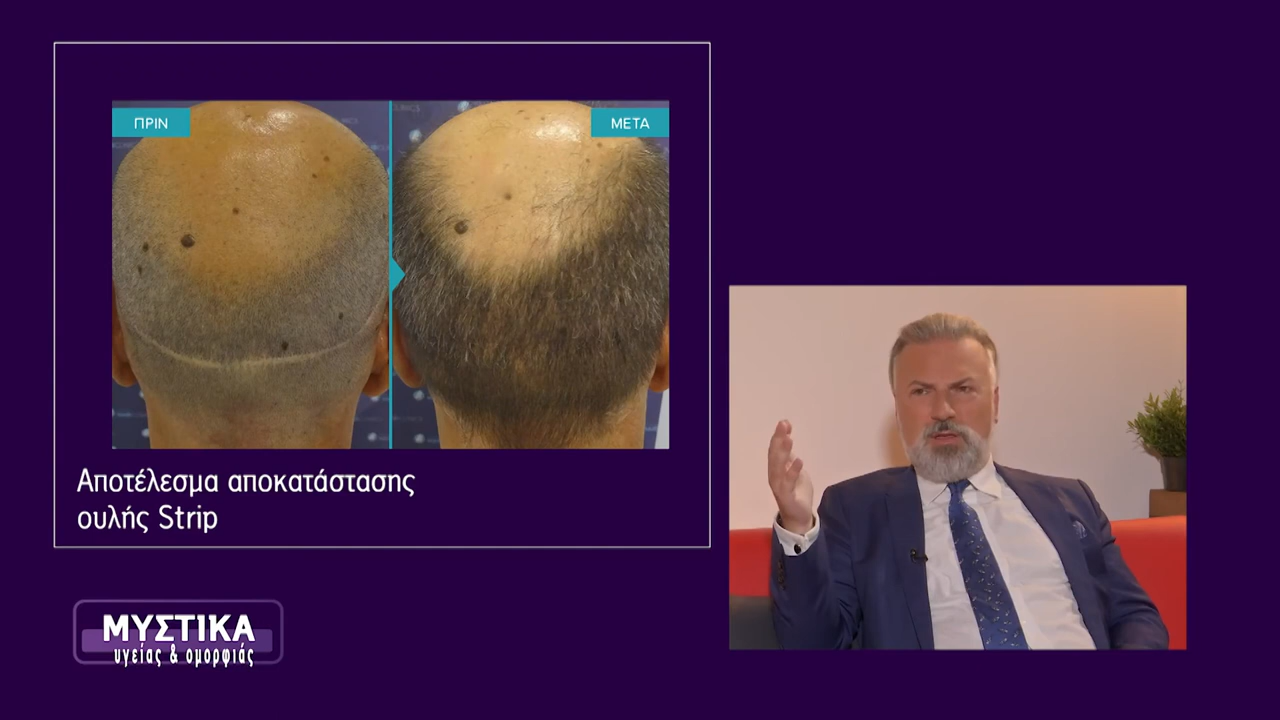 ΠΡΙΝ
ΜΕΤΑ
Αποτέλεσμα αποκατάστασης
ουλής Strip
ΜΥΣΤΙΚΑ
υγείας & ομορφιάς